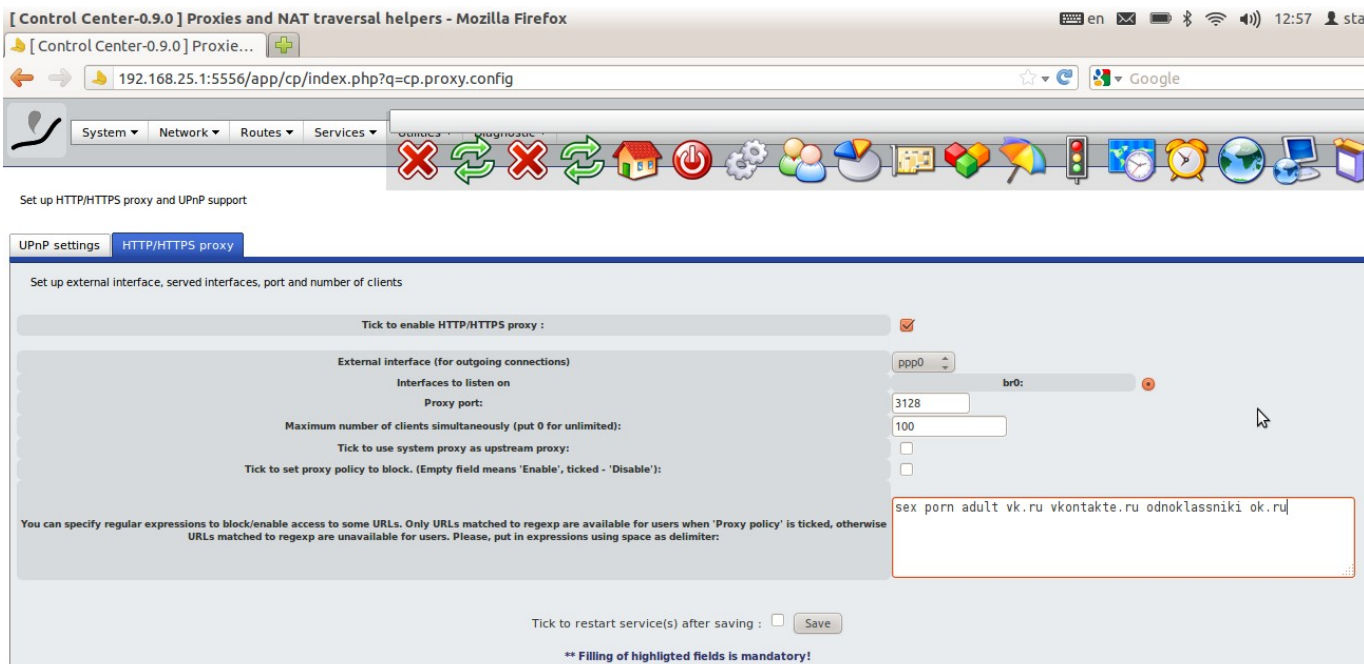 [ Control Center-0.9.0 ] Proxies and NAT traversal helpers - Mozilla Firefox
en 12:57 sta
[ Control Center-0.9.0 ] Proxie...
192.168.25.1:5556/app/cp/index.php?q=cp.proxy.config
Google
System Network Routes Services Utilities Diagnostic
Set up HTTP/HTTPS proxy and UPnP support
UPnP settings HTTP/HTTPS proxy
Set up external interface, served interfaces, port and number of clients
Tick to enable HTTP/HTTPS proxy :
External interface (for outgoing connections) ppp0
Interfaces to listen on br0:
Proxy port: 3128
Maximum number of clients simultaneously (put 0 for unlimited): 100
Tick to use system proxy as upstream proxy:
Tick to set proxy policy to block. (Empty field means 'Enable', ticked - 'Disable'):
sex porn adult vk.ru vkontakte.ru odnoklassniki ok.ru
You can specify regular expressions to block/enable access to some URLs. Only URLs matched to regexp are available for users when 'Proxy policy' is ticked, otherwise
URLs matched to regexp are unavailable for users. Please, put in expressions using space as delimiter:
Tick to restart service(s) after saving : Save
** Filling of highligted fields is mandatory!